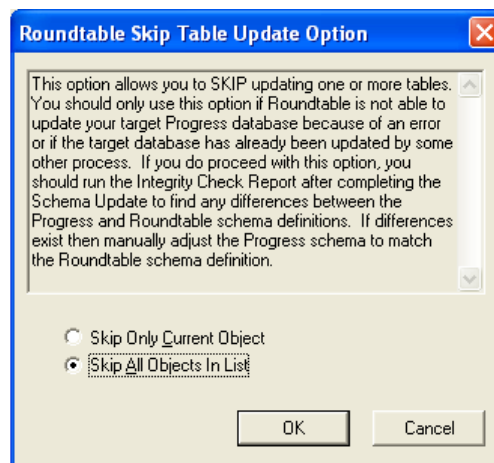 Roundtable Skip Table Update Option
This option allows you to SKIP updating one or more tables.
You should only use this option if Roundtable is not able to
update your target Progress database because of an error
or if the target database has already been updated by some
other process.  If you do proceed with this option, you
should run the Integrity Check Report after completing the
Schema Update to find any differences between the
Progress and Roundtable schema definitions.  If differences
exist then manually adjust the Progress schema to match
the Roundtable schema definition.
Skip Only Current Object
Skip All Objects In List
OK
Cancel